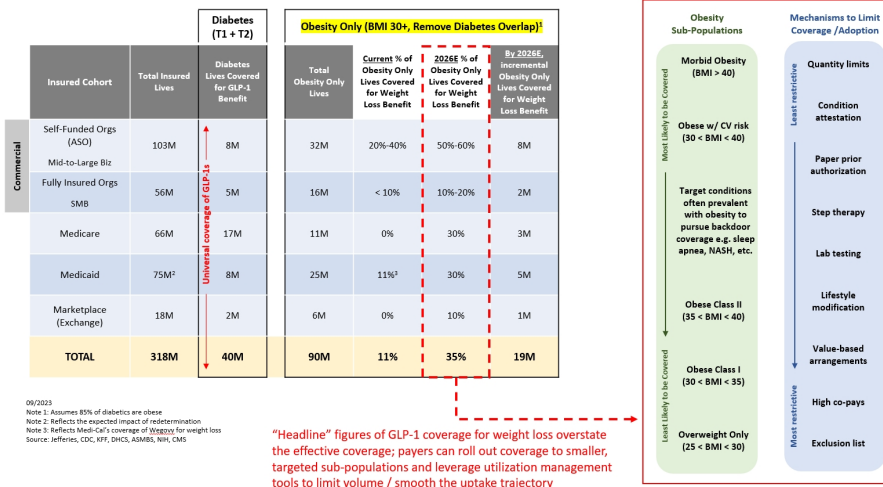 Diabetes
(T1 + T2)
Obesity Only (BMI 30+, Remove Diabetes Overlap)¹
Insured Cohort
Total Insured
Lives
Diabetes
Lives Covered
for GLP-1
Benefit
Total
Obesity Only
Lives
Current % of
Obesity Only
Lives Covered
for Weight
Loss Benefit
2026E % of
Obesity Only
Lives Covered
for Weight
Loss Benefit
By 2026E,
incremental
Obesity Only
Lives Covered
for Weight
Loss Benefit
Commercial
Self-Funded Orgs
(ASO)
Mid-to-Large Biz
103M
8M
32M
20%-40%
50%-60%
8M
Fully Insured Orgs
SMB
56M
5M
16M
< 10%
10%-20%
2M
Medicare
66M
17M
11M
0%
30%
3M
Medicaid
75M²
8M
25M
11%³
30%
5M
Marketplace
(Exchange)
18M
2M
6M
0%
10%
1M
TOTAL
318M
40M
90M
11%
35%
19M
Universal coverage of GLP-1s
09/2023
Note 1: Assumes 85% of diabetics are obese
Note 2: Reflects the expected impact of redetermination
Note 3: Reflects Medi-Cal's coverage of Wegovy for weight loss
Source: Jefferies, CDC, KFF, DHCS, ASMBS, NIH, CMS
"Headline" figures of GLP-1 coverage for weight loss overstate
the effective coverage; payers can roll out coverage to smaller,
targeted sub-populations and leverage utilization management
tools to limit volume / smooth the uptake trajectory
Obesity
Sub-Populations
Most Likely to be Covered
Morbid Obesity
(BMI > 40)
Obese w/ CV risk
(30 < BMI < 40)
Target conditions
often prevalent
with obesity to
pursue backdoor
coverage e.g. sleep
apnea, NASH, etc.
Obese Class II
(35 < BMI < 40)
Obese Class I
(30 < BMI < 35)
Overweight Only
(25 < BMI < 30)
Least Likely to be Covered
Mechanisms to Limit
Coverage /Adoption
Least restrictive
Quantity limits
Condition
attestation
Paper prior
authorization
Step therapy
Lab testing
Lifestyle
modification
Value-based
arrangements
High co-pays
Exclusion list
Most restrictive